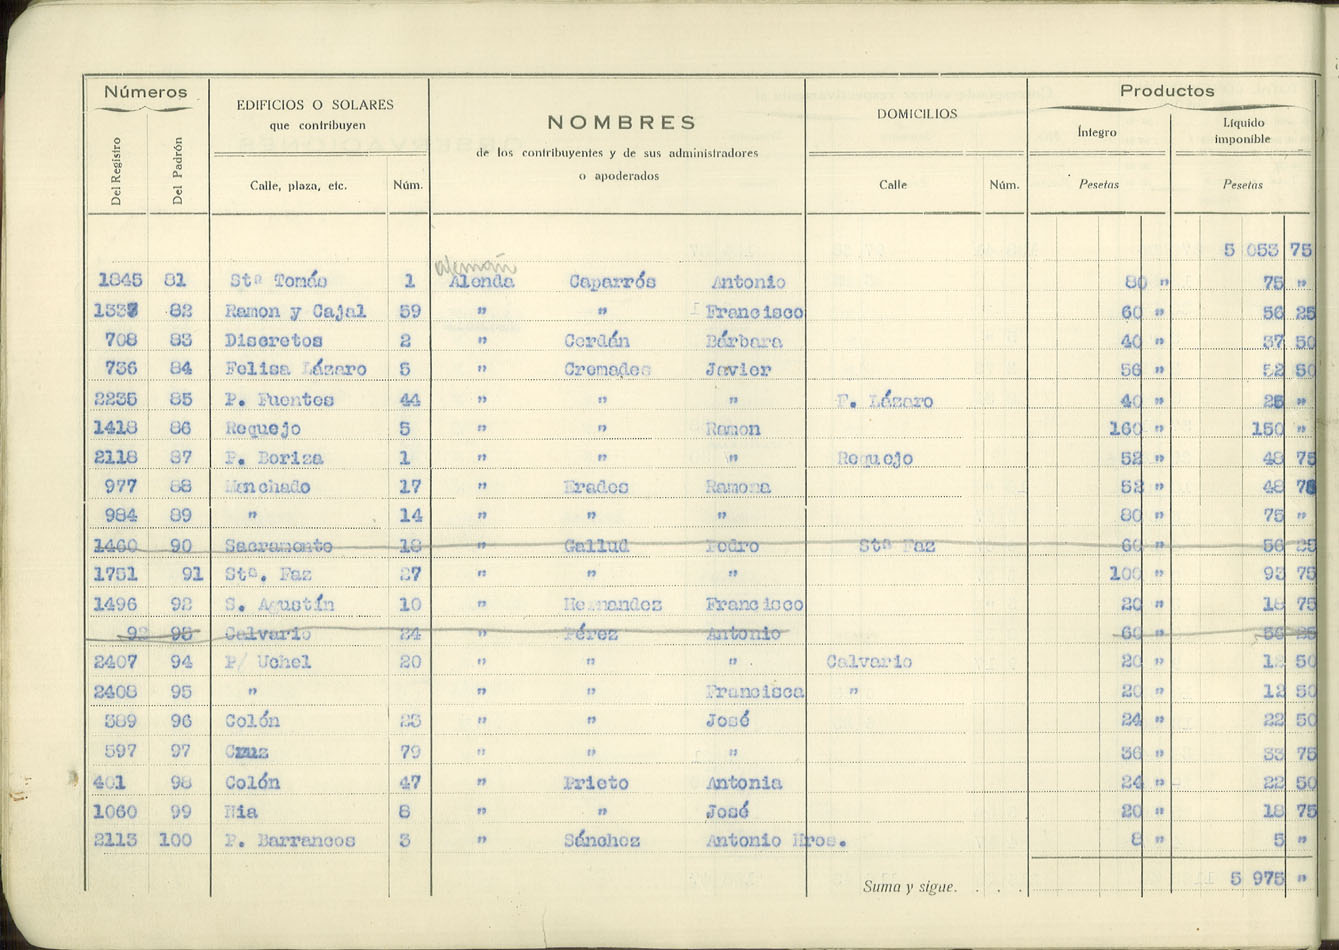 Números EDIFICIOS O SOLARES que contribuyen NOMBRES de los contribuyentes y de sus administradores o apoderados DOMICILIOS Productos
Del Registro Del Padrón Calle, plaza, etc. Núm. Calle Núm. Íntegro Pesetas Líquido imponible Pesetas
5 053 75
alemañ
1845 81 Stª Tomás 1 Alenda Caparrós Antonio 80 " 75 "
1337 82 Ramon y Cajal 59 " " Francisco 60 " 56 25
708 83 Discretos 2 " Cerdán Bárbara 40 " 37 50
736 84 Felisa Lázaro 5 " Cremades Javier 56 " 52 50
2235 85 P. Fuentes 44 " " " F. Lázaro 40 " 25 "
1418 86 Requejo 5 " " Ramon 160 " 150 "
2118 87 P. Boriza 1 " " " Requejo 52 " 48 75
977 88 Manchado 17 " Erades Ramona 52 " 48 75
984 89 " 14 " " " 80 " 75 "
1460 90 Sacramento 18 " Gallud Pedro Stª Faz 60 " 56 25
1751 91 Stª. Faz 27 " " " 100 " 93 75
1496 92 S. Agustín 10 " Hernandez Francisco 20 " 18 75
92 93 Calvario 24 " Pérez Antonio 60 " 56 25
2407 94 P/ Uchel 20 " " " Calvario 20 " 12 50
2408 95 " " " Francisca " 20 " 12 50
389 96 Colón 23 " " José 24 " 22 50
597 97 Cruz 79 " " " 36 " 33 75
401 98 Colón 47 " Prieto Antonia 24 " 22 50
1060 99 Mia 8 " " José 20 " 18 75
2113 100 P. Barrancos 3 " Sánchez Antonio Hros. 8 " 5 "
Suma y sigue. . . . 5 975 "